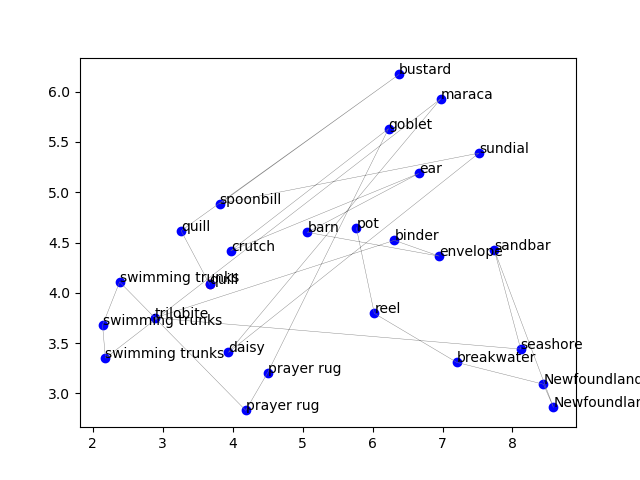 bustard
maraca
6.0
goblet
5.5
sundial
ear
5.0
spoonbill
quill
barn
pot
4.5
binder
crutch
sandbar
envelope
swimming trunks
quill
4.0
reel
trilobite
swimming trunks
3.5
daisy
seashore
swimming trunks
breakwater
prayer rug
Newfoundland
3.0
prayer rug
Newfoundlan
2
3
4
5
6
7
8